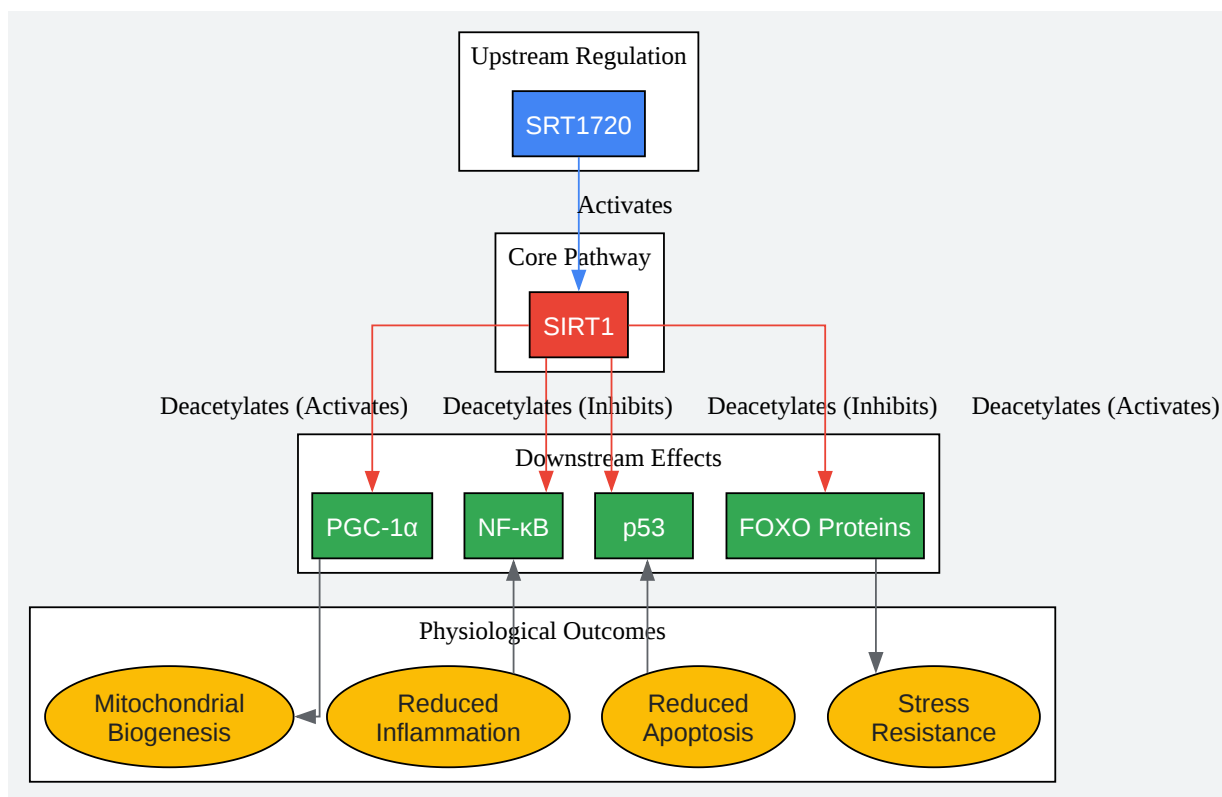 Upstream Regulation
SRT1720
Activates
Core Pathway
SIRT1
Deacetylates (Activates)
Deacetylates (Inhibits)
Deacetylates (Inhibits)
Deacetylates (Activates)
Downstream Effects
PGC-1α
NF-κB
p53
FOXO Proteins
Physiological Outcomes
Mitochondrial
Biogenesis
Reduced
Inflammation
Reduced
Apoptosis
Stress
Resistance